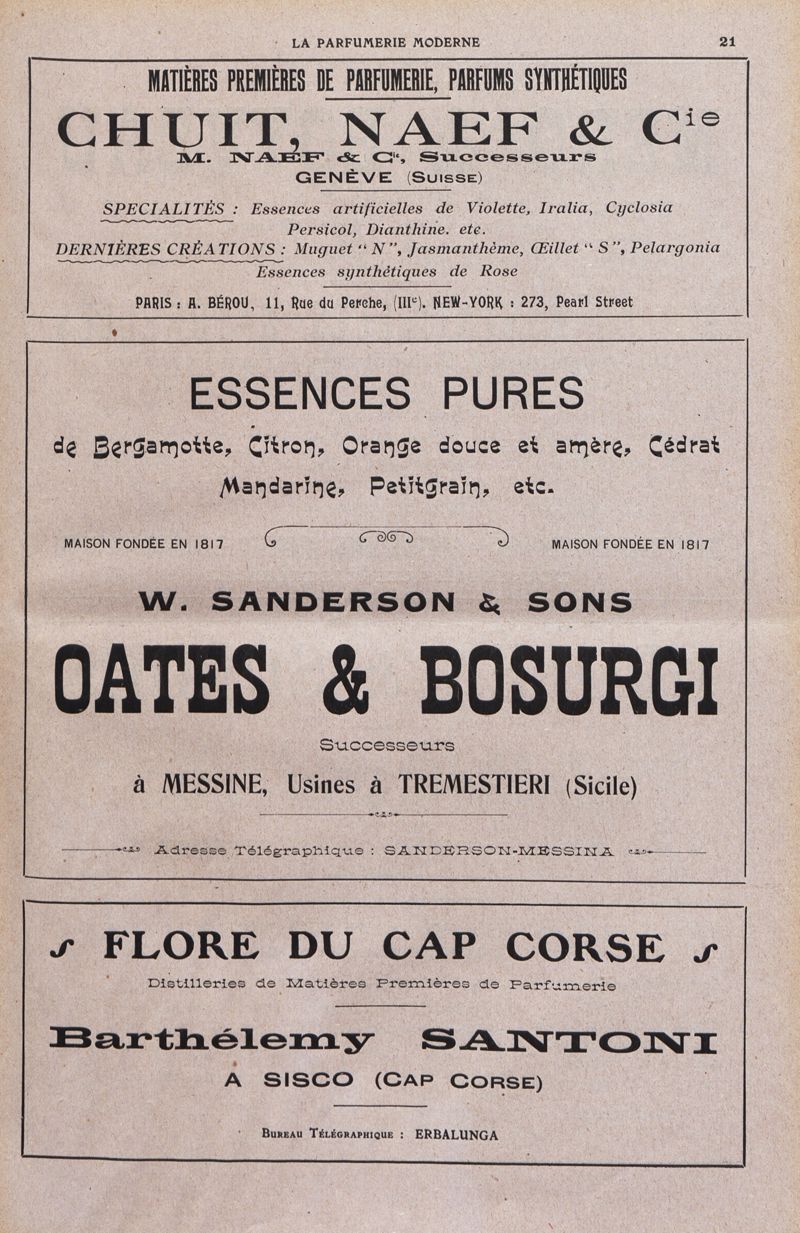 LA PARFUMERIE MODERNE 21
MATIÈRES PREMIÈRES DE PARFUMERIE, PARFUMS SYNTHÉTIQUES
CHUIT, NAEF & Cie
M. NAEF & Cie, Successeurs
GENÈVE (SUISSE)
SPECIALITÉS : Essences artificielles de Violette, Iralia, Cyclosia
Persicol, Dianthine. etc.
DERNIÈRES CRÉATIONS : Muguet “ N ”, Jasmanthème, Œillet “ S ”, Pelargonia
Essences synthétiques de Rose
PARIS : A. BÉROU, 11, Rue du Perche, (IIIe). NEW-YORK : 273, Pearl Street
ESSENCES PURES
de Bergamotte, Citron, Orange douce et amère, Cédrat
Mandarine, Petitgrain, etc.
MAISON FONDÉE EN 1817 MAISON FONDÉE EN 1817
W. SANDERSON & SONS
OATES & BOSURGI
Successeurs
à MESSINE, Usines à TREMESTIERI (Sicile)
Adresse Télégraphique : SANDERSON-MESSINA
FLORE DU CAP CORSE
Distilleries de Matières Premières de Parfumerie
Barthélemy SANTONI
A SISCO (CAP CORSE)
BUREAU TÉLÉGRAPHIQUE : ERBALUNGA